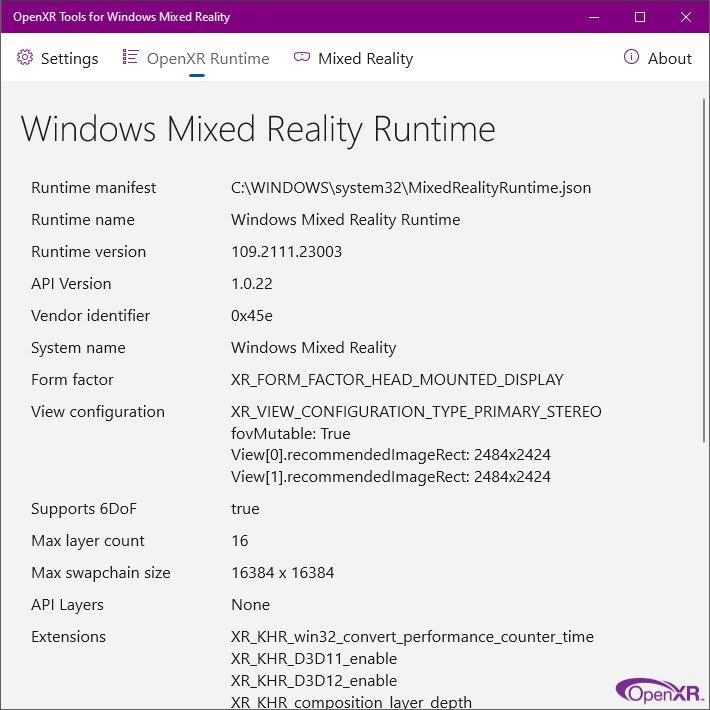 OpenXR Tools for Windows Mixed Reality
Settings OpenXR Runtime Mixed Reality About
Windows Mixed Reality Runtime
Runtime manifest C:\WINDOWS\system32\MixedRealityRuntime.json
Runtime name Windows Mixed Reality Runtime
Runtime version 109.2111.23003
API Version 1.0.22
Vendor identifier 0x45e
System name Windows Mixed Reality
Form factor XR_FORM_FACTOR_HEAD_MOUNTED_DISPLAY
View configuration XR_VIEW_CONFIGURATION_TYPE_PRIMARY_STEREO
fovMutable: True
View[0].recommendedImageRect: 2484x2424
View[1].recommendedImageRect: 2484x2424
Supports 6DoF true
Max layer count 16
Max swapchain size 16384 x 16384
API Layers None
Extensions XR_KHR_win32_convert_performance_counter_time
XR_KHR_D3D11_enable
XR_KHR_D3D12_enable
XR_KHR_composition_layer_depth
OpenXR™